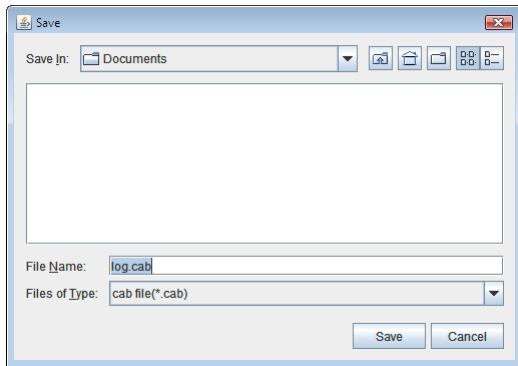 Save
Save In: Documents
File Name: log.cab
Files of Type: cab file(*.cab)
Save Cancel